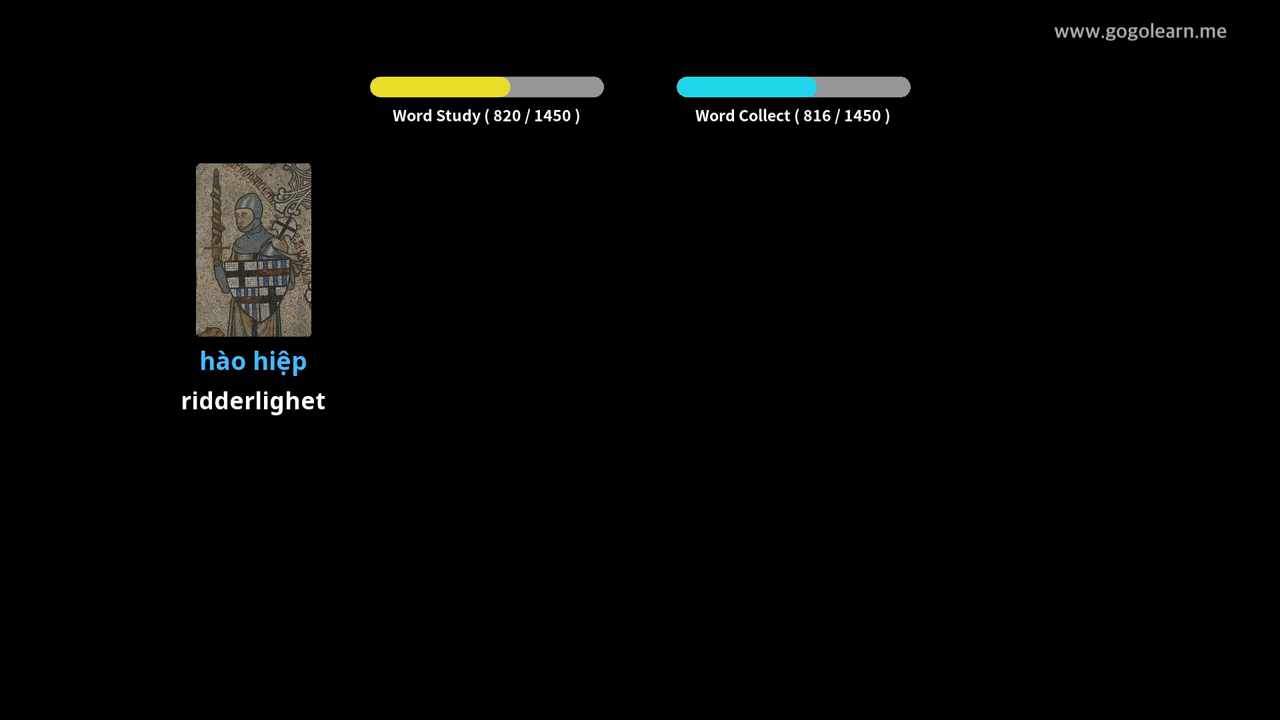 www.gogolearn.me
Word Study ( 820 / 1450 )
Word Collect ( 816 / 1450 )
hào hiệp
ridderlighet